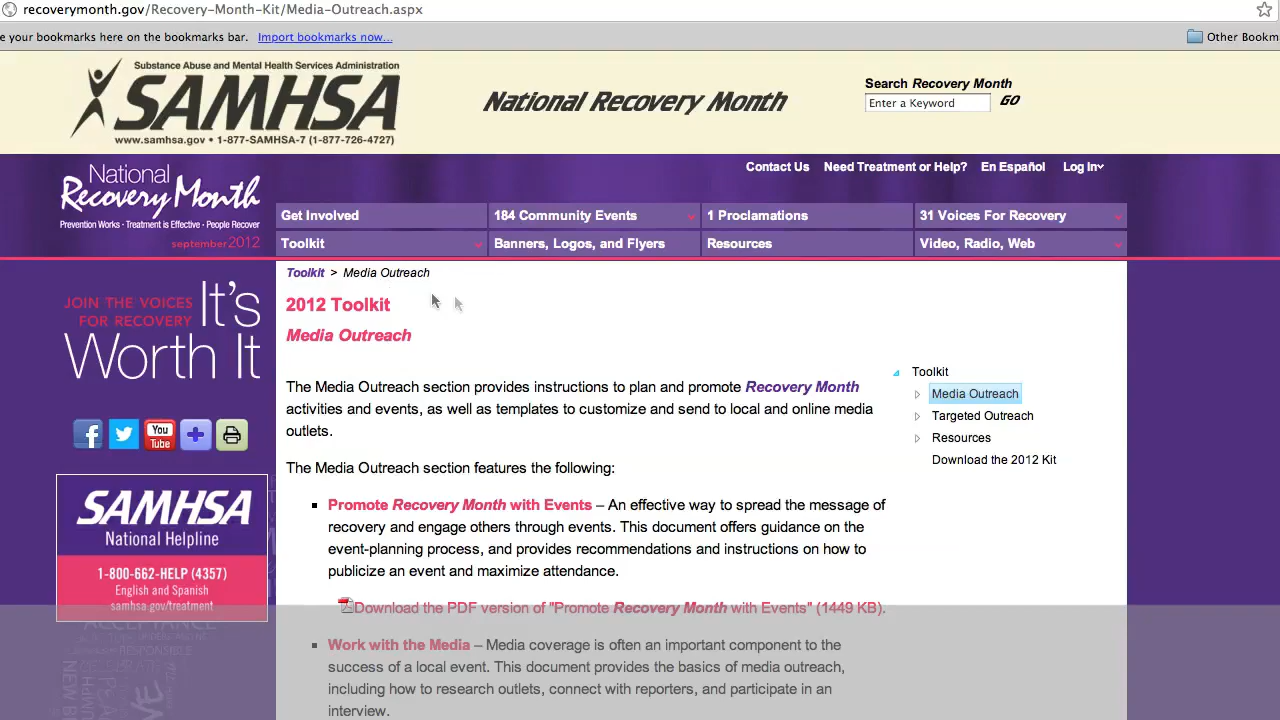 recoverymonth.gov/Recovery-Month-Kit/Media-Outreach.aspx
e your bookmarks here on the bookmarks bar. Import bookmarks now... Other Bookm
Substance Abuse and Mental Health Services Administration
SAMHSA
www.samhsa.gov • 1-877-SAMHSA-7 (1-877-726-4727)
National Recovery Month
Search Recovery Month
Enter a Keyword GO
Contact Us Need Treatment or Help? En Español Log In
National
Recovery Month
Prevention Works • Treatment is Effective • People Recover
september2012
Get Involved 184 Community Events 1 Proclamations 31 Voices For Recovery
Toolkit Banners, Logos, and Flyers Resources Video, Radio, Web
JOIN THE VOICES
FOR RECOVERY
It's
Worth It
You
Tube
SAMHSA
National Helpline
1-800-662-HELP (4357)
English and Spanish
samhsa.gov/treatment
ACCEPTANCE
RESPONSIBLE
Toolkit > Media Outreach
2012 Toolkit
Media Outreach
The Media Outreach section provides instructions to plan and promote Recovery Month
activities and events, as well as templates to customize and send to local and online media
outlets.
The Media Outreach section features the following:
Promote Recovery Month with Events – An effective way to spread the message of
recovery and engage others through events. This document offers guidance on the
event-planning process, and provides recommendations and instructions on how to
publicize an event and maximize attendance.
Download the PDF version of "Promote Recovery Month with Events" (1449 KB).
Work with the Media – Media coverage is often an important component to the
success of a local event. This document provides the basics of media outreach,
including how to research outlets, connect with reporters, and participate in an
interview.
Toolkit
Media Outreach
Targeted Outreach
Resources
Download the 2012 Kit